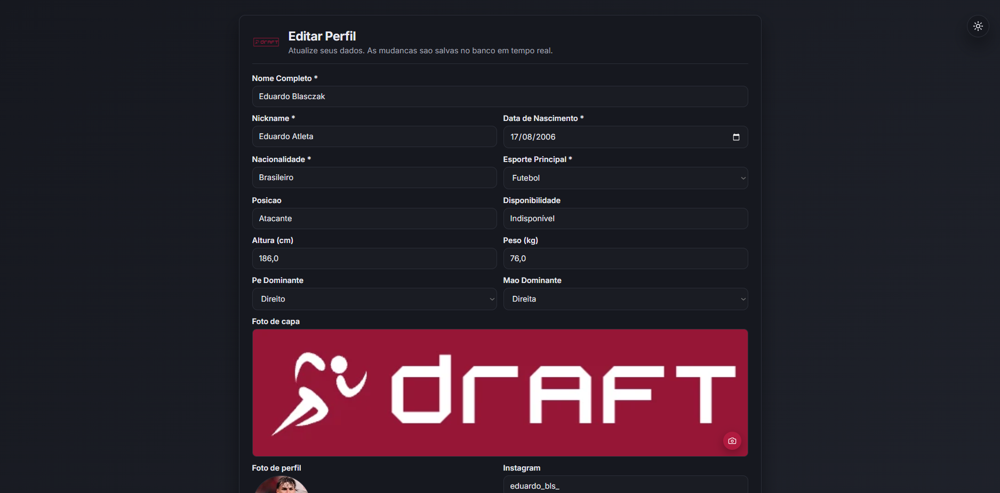 draft
Editar Perfil
Atualize seus dados. As mudancas sao salvas no banco em tempo real.
Nome Completo *
Eduardo Blasczak
Nickname *
Data de Nascimento *
Eduardo Atleta
17/08/2006
Nacionalidade *
Esporte Principal *
Brasileiro
Futebol
Posicao
Disponibilidade
Atacante
Indisponível
Altura (cm)
Peso (kg)
186,0
76,0
Pe Dominante
Mao Dominante
Direito
Direita
Foto de capa
drAFT
Foto de perfil
Instagram
eduardo_bls_